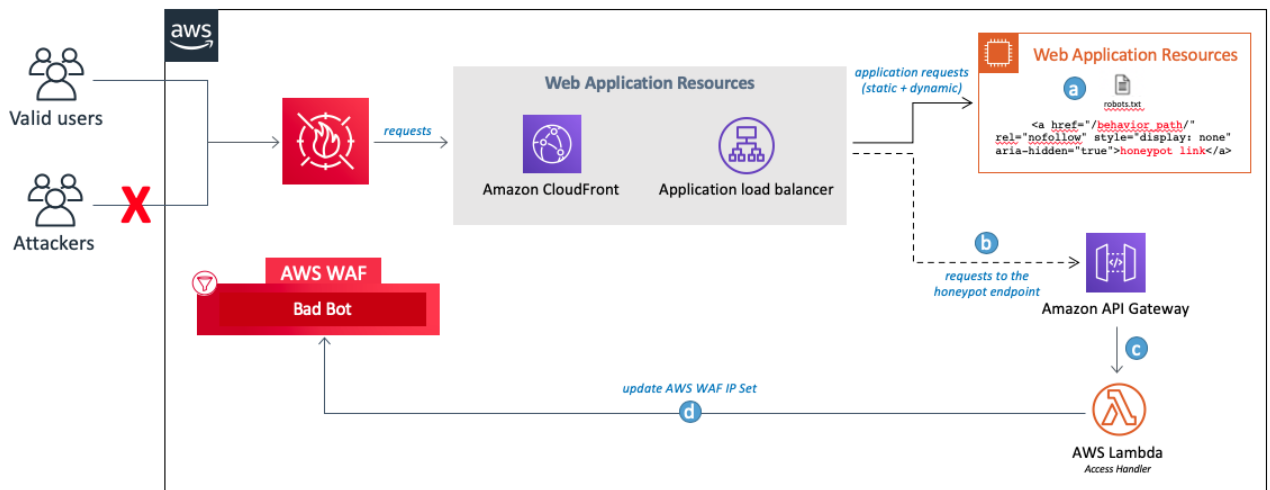 aws
Valid users
Attackers
X
requests
Web Application Resources
Amazon CloudFront
Application load balancer
application requests
(static + dynamic)
Web Application Resources
a
robots.txt
<a href="/behavior_path/"
rel="nofollow" style="display: none"
aria-hidden="true">honeypot link</a>
b
requests to the
honeypot endpoint
Amazon API Gateway
c
AWS WAF
Bad Bot
update AWS WAF IP Set
d
AWS Lambda
Access Handler